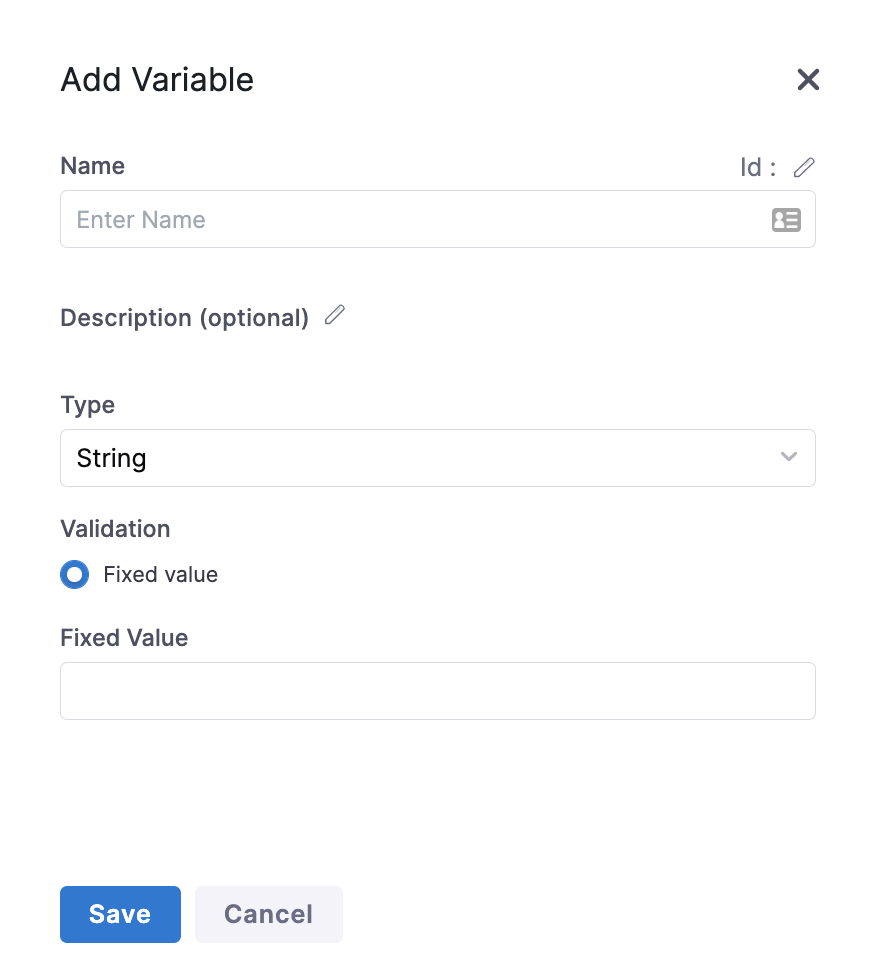 Add Variable
Name
Id :
Enter Name
Description (optional)
Type
String
Validation
Fixed value
Fixed Value
Save
Cancel